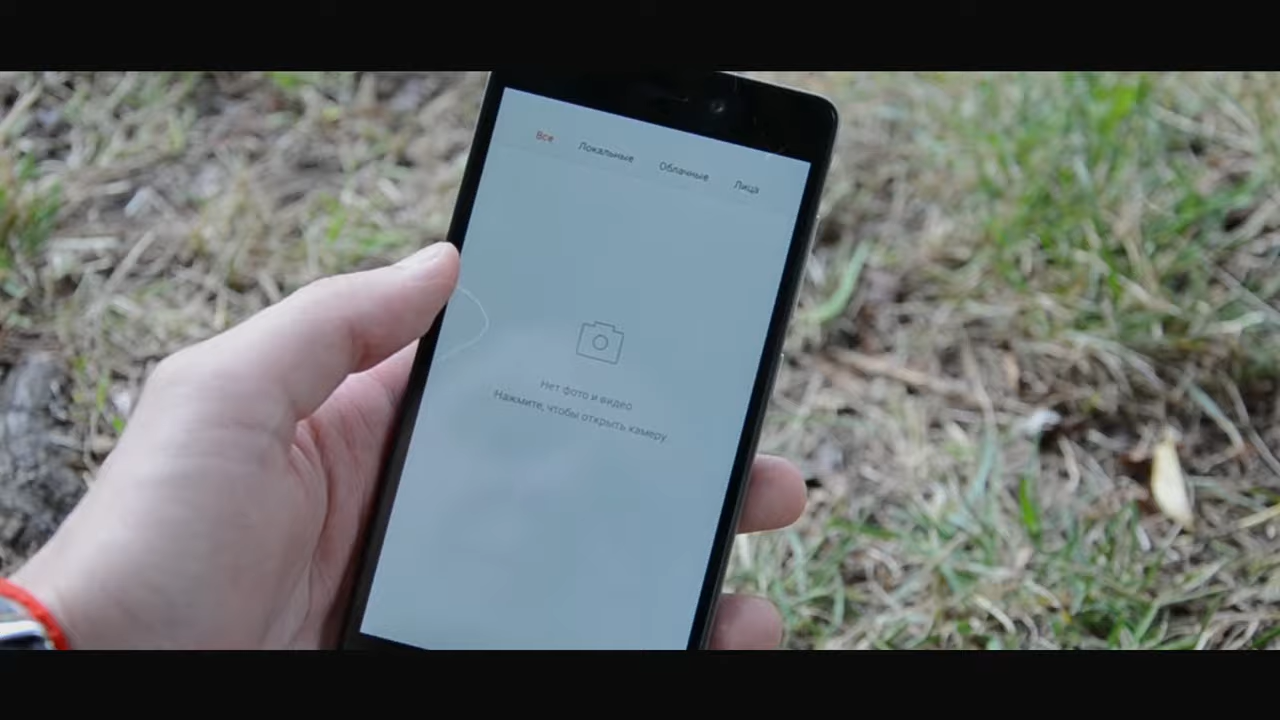 Все Локальные Облачные Лица
Нет фото и видео
Нажмите, чтобы открыть камеру